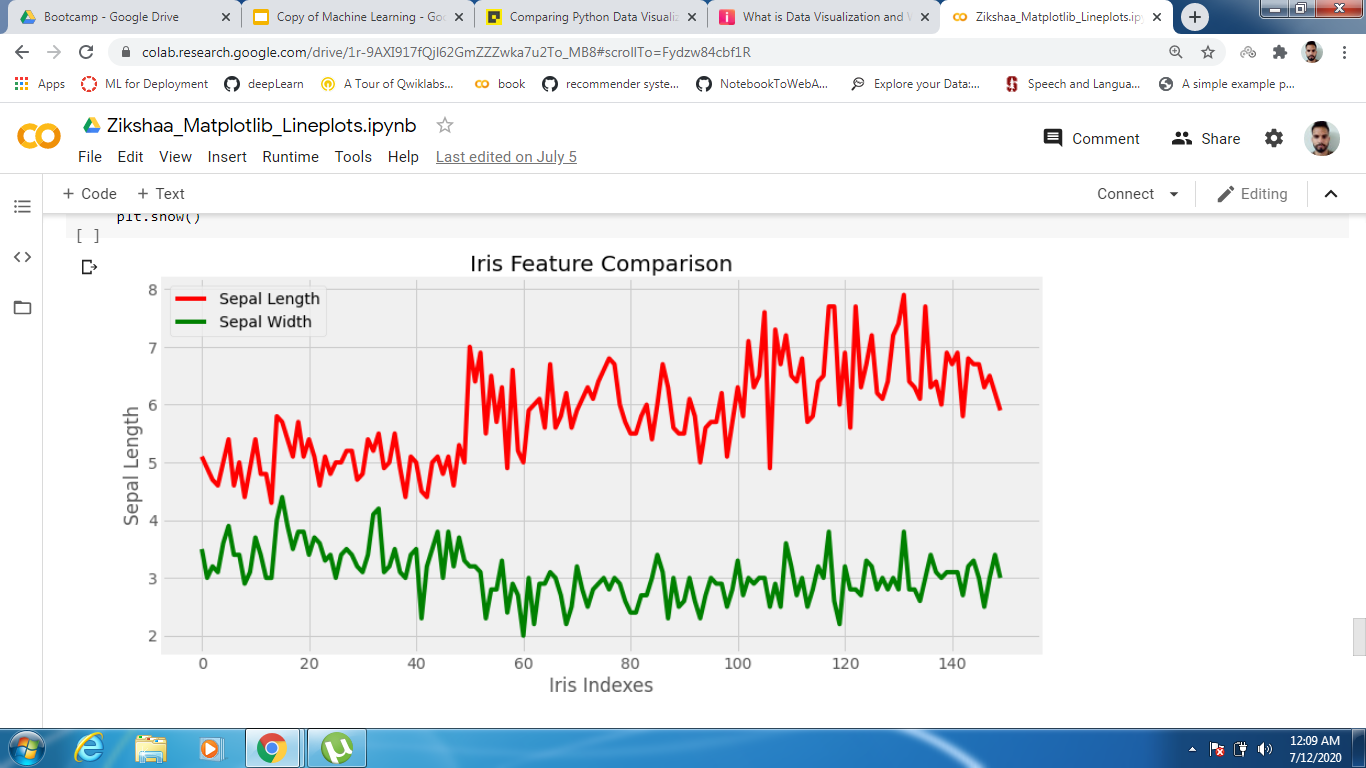 Bootcamp - Google Drive
Copy of Machine Learning - Goo
Comparing Python Data Visualiz
What is Data Visualization and W
Zikshaa_Matplotlib_Lineplots.ip
colab.research.google.com/drive/1r-9AXI917fQjl62GmZZZwka7u2To_MB8#scrollTo=Fydzw84cbf1R
Apps
ML for Deployment
deepLearn
A Tour of Qwiklabs...
book
recommender syste...
NotebookToWebA...
Explore your Data:...
Speech and Langua...
A simple example p...
Zikshaa_Matplotlib_Lineplots.ipynb
File Edit View Insert Runtime Tools Help Last edited on July 5
Comment
Share
+ Code + Text
Connect
Editing
plt.show()
[ ]
Iris Feature Comparison
Sepal Length
Sepal Width
8
7
6
5
4
3
2
Sepal Length
0 20 40 60 80 100 120 140
Iris Indexes
12:09 AM
7/12/2020